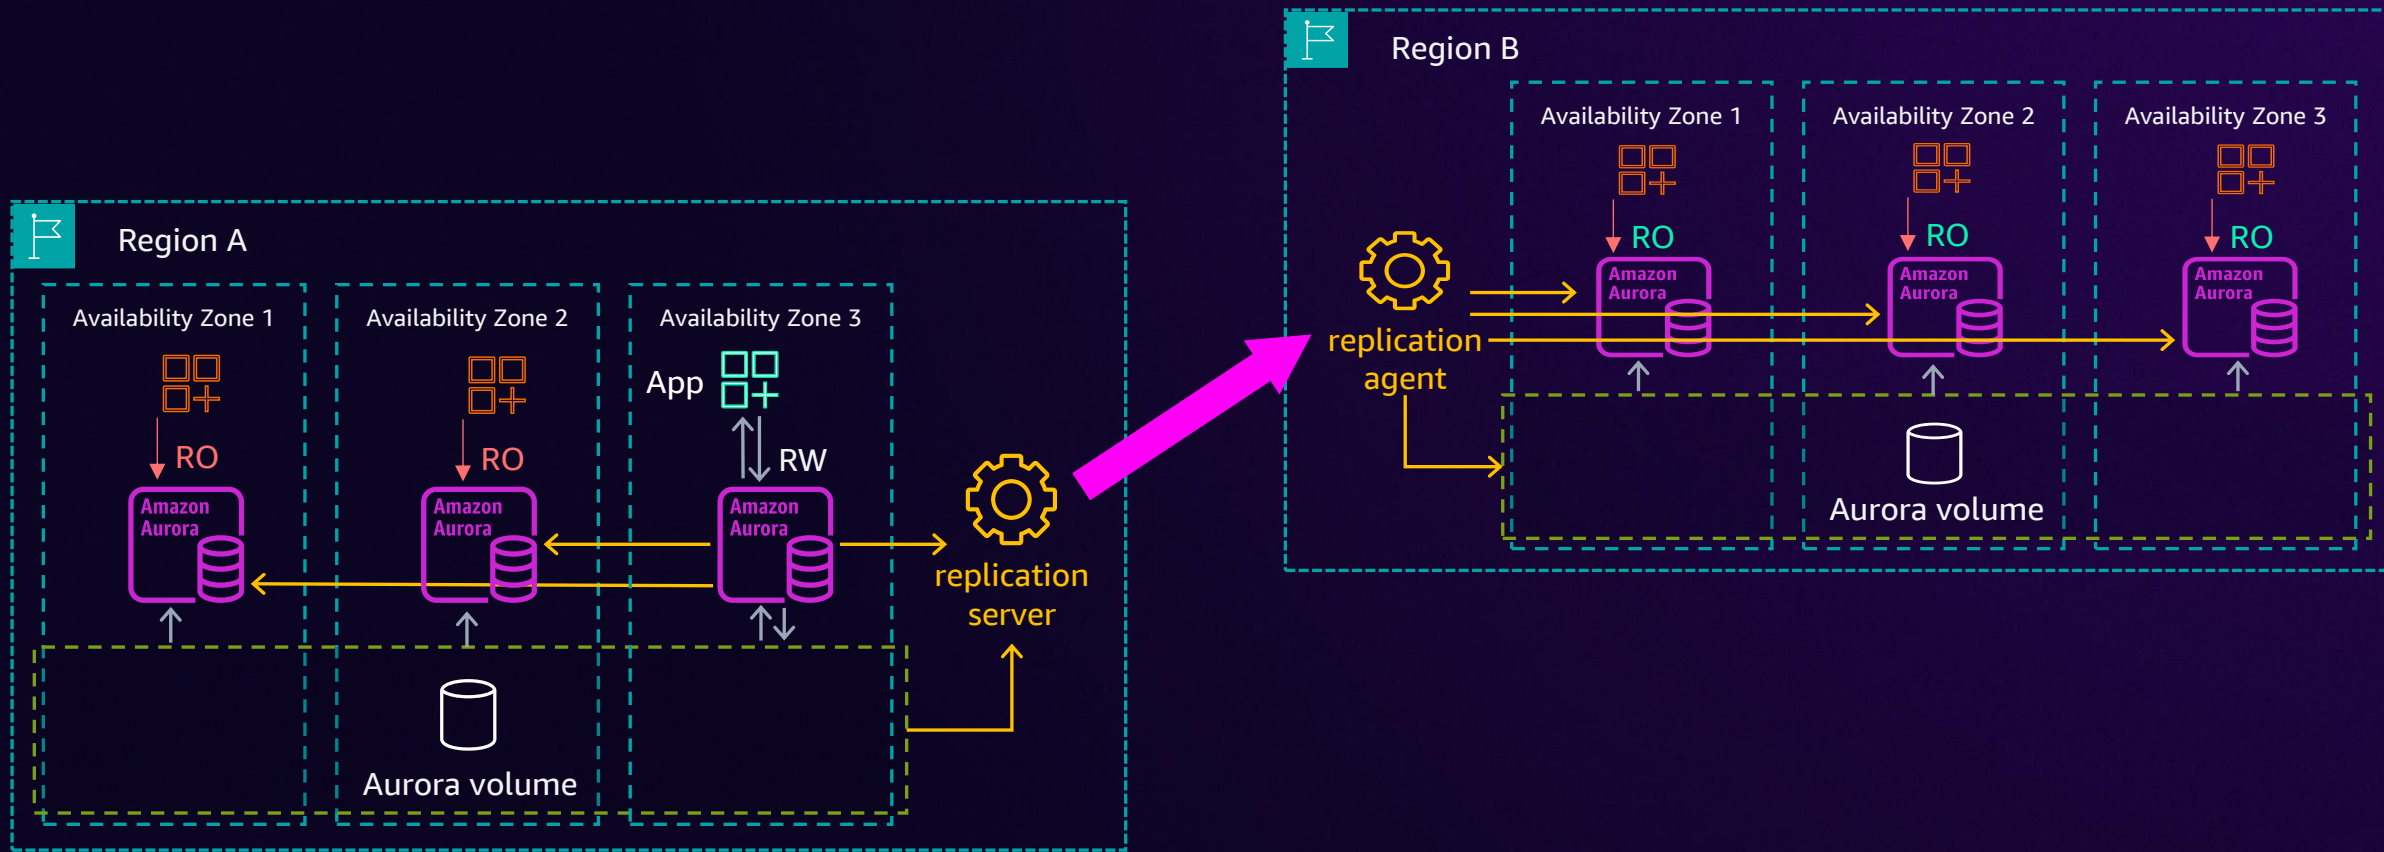 Region A
Availability Zone 1
Availability Zone 2
Availability Zone 3
App
RO
RO
RW
Amazon
Aurora
Amazon
Aurora
Amazon
Aurora
replication
server
Aurora volume
Region B
Availability Zone 1
Availability Zone 2
Availability Zone 3
RO
RO
RO
Amazon
Aurora
Amazon
Aurora
Amazon
Aurora
replication
agent
Aurora volume